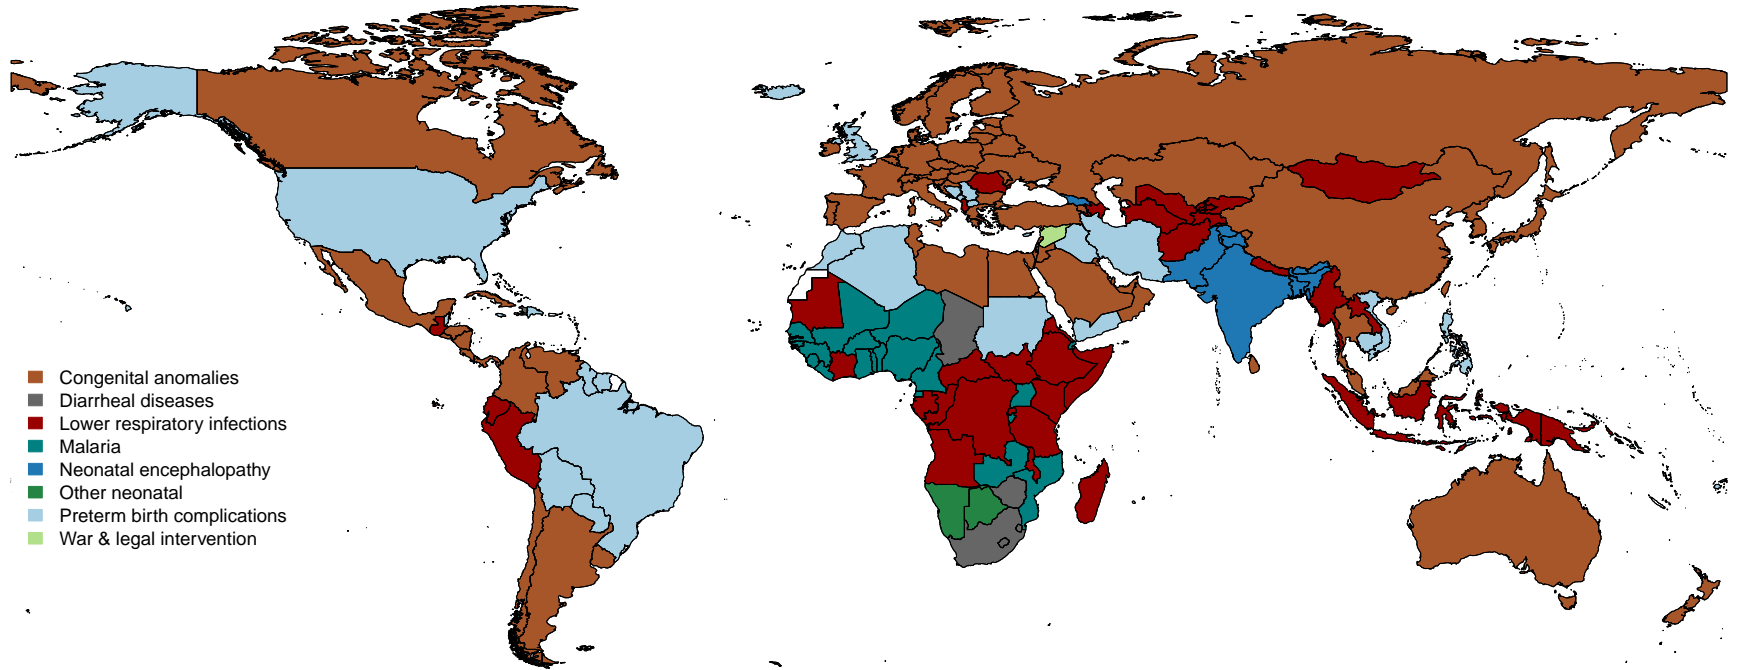 Congenital anomalies
Diarrheal diseases
Lower respiratory infections
Malaria
Neonatal encephalopathy
Other neonatal
Preterm birth complications
War & legal intervention